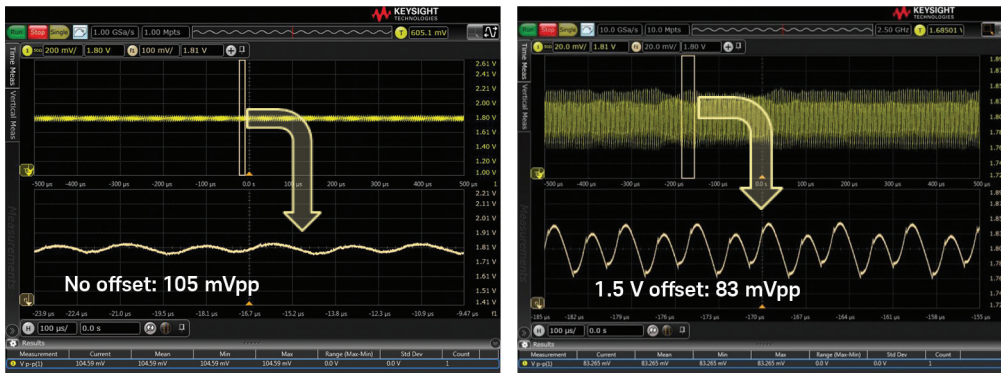 KEYSIGHT
TECHNOLOGIES
Run Stop Single 1.00 GSa/s 1.00 Mpts T 605.1 mV
1 200 mV/ 1.80 V f1 100 mV/ 1.81 V
Time Meas
Vertical Meas
Measurements
2.61 V
2.41 V
2.21 V
2.00 V
1.80 V
1.61 V
1.40 V
1.20 V
1.00 V
-500 µs -400 µs -300 µs -200 µs -100 µs 0.0 s 100 µs 200 µs 300 µs 400 µs 500 µs
2.21 V
2.11 V
2.01 V
1.91 V
1.81 V
1.71 V
1.61 V
1.51 V
1.41 V
No offset: 105 mVpp
-23.9 µs -22.4 µs -21.0 µs -19.5 µs -18.1 µs -16.7 µs -15.2 µs -13.8 µs -12.3 µs -10.9 µs -9.47 µs f1
H 100 µs/ 0.0 s
Results
Measurement Current Mean Min Max Range (Max-Min) Std Dev Count
V p-p(1) 104.59 mV 104.59 mV 104.59 mV 104.59 mV 0.0 V 0.0 V 1
KEYSIGHT
TECHNOLOGIES
Run Stop Single 10.0 GSa/s 10.0 Mpts 2.50 GHz T 1.68501 V
1 20.0 mV/ 1.81 V f1 20.0 mV/ 1.80 V
Time Meas
Vertical Meas
Measurements
-500 µs -300 µs -200 µs -100 µs 0.0 s 100 µs 200 µs 300 µs 400 µs 500 µs
1.5 V offset: 83 mVpp
-185 µs -182 µs -179 µs -176 µs -173 µs -170 µs -167 µs -164 µs -161 µs -158 µs -155 µs
H 100 µs/ 0.0 s
Results
Measurement Current Mean Min Max Range (Max-Min) Std Dev Count
V p-p(1) 83.265 mV 83.265 mV 83.265 mV 83.265 mV 0.0 V 0.0 V 1